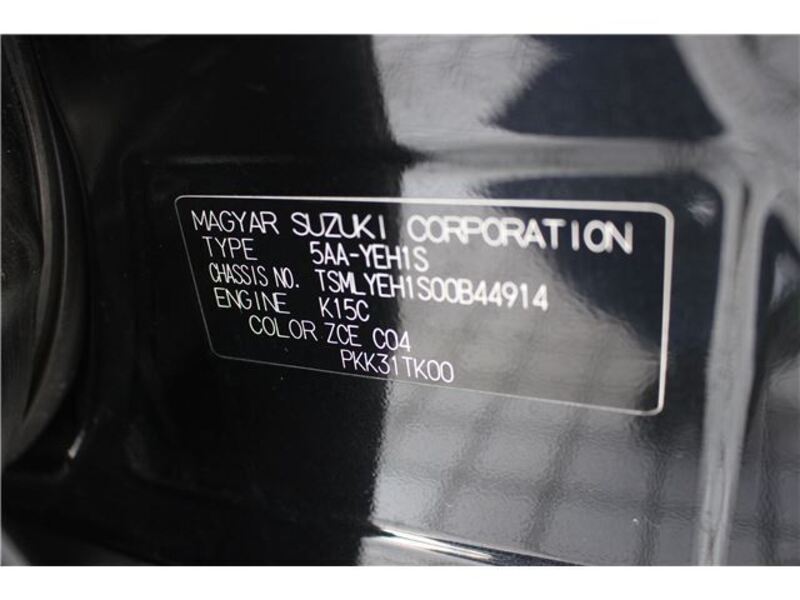 MAGYAR SUZUKI CORPORATION
TYPE 5AA-YEH1S
CHASSIS NO. TSMLYEH1S00B44914
ENGINE K15C
COLOR ZCE C04
PKK31TK00